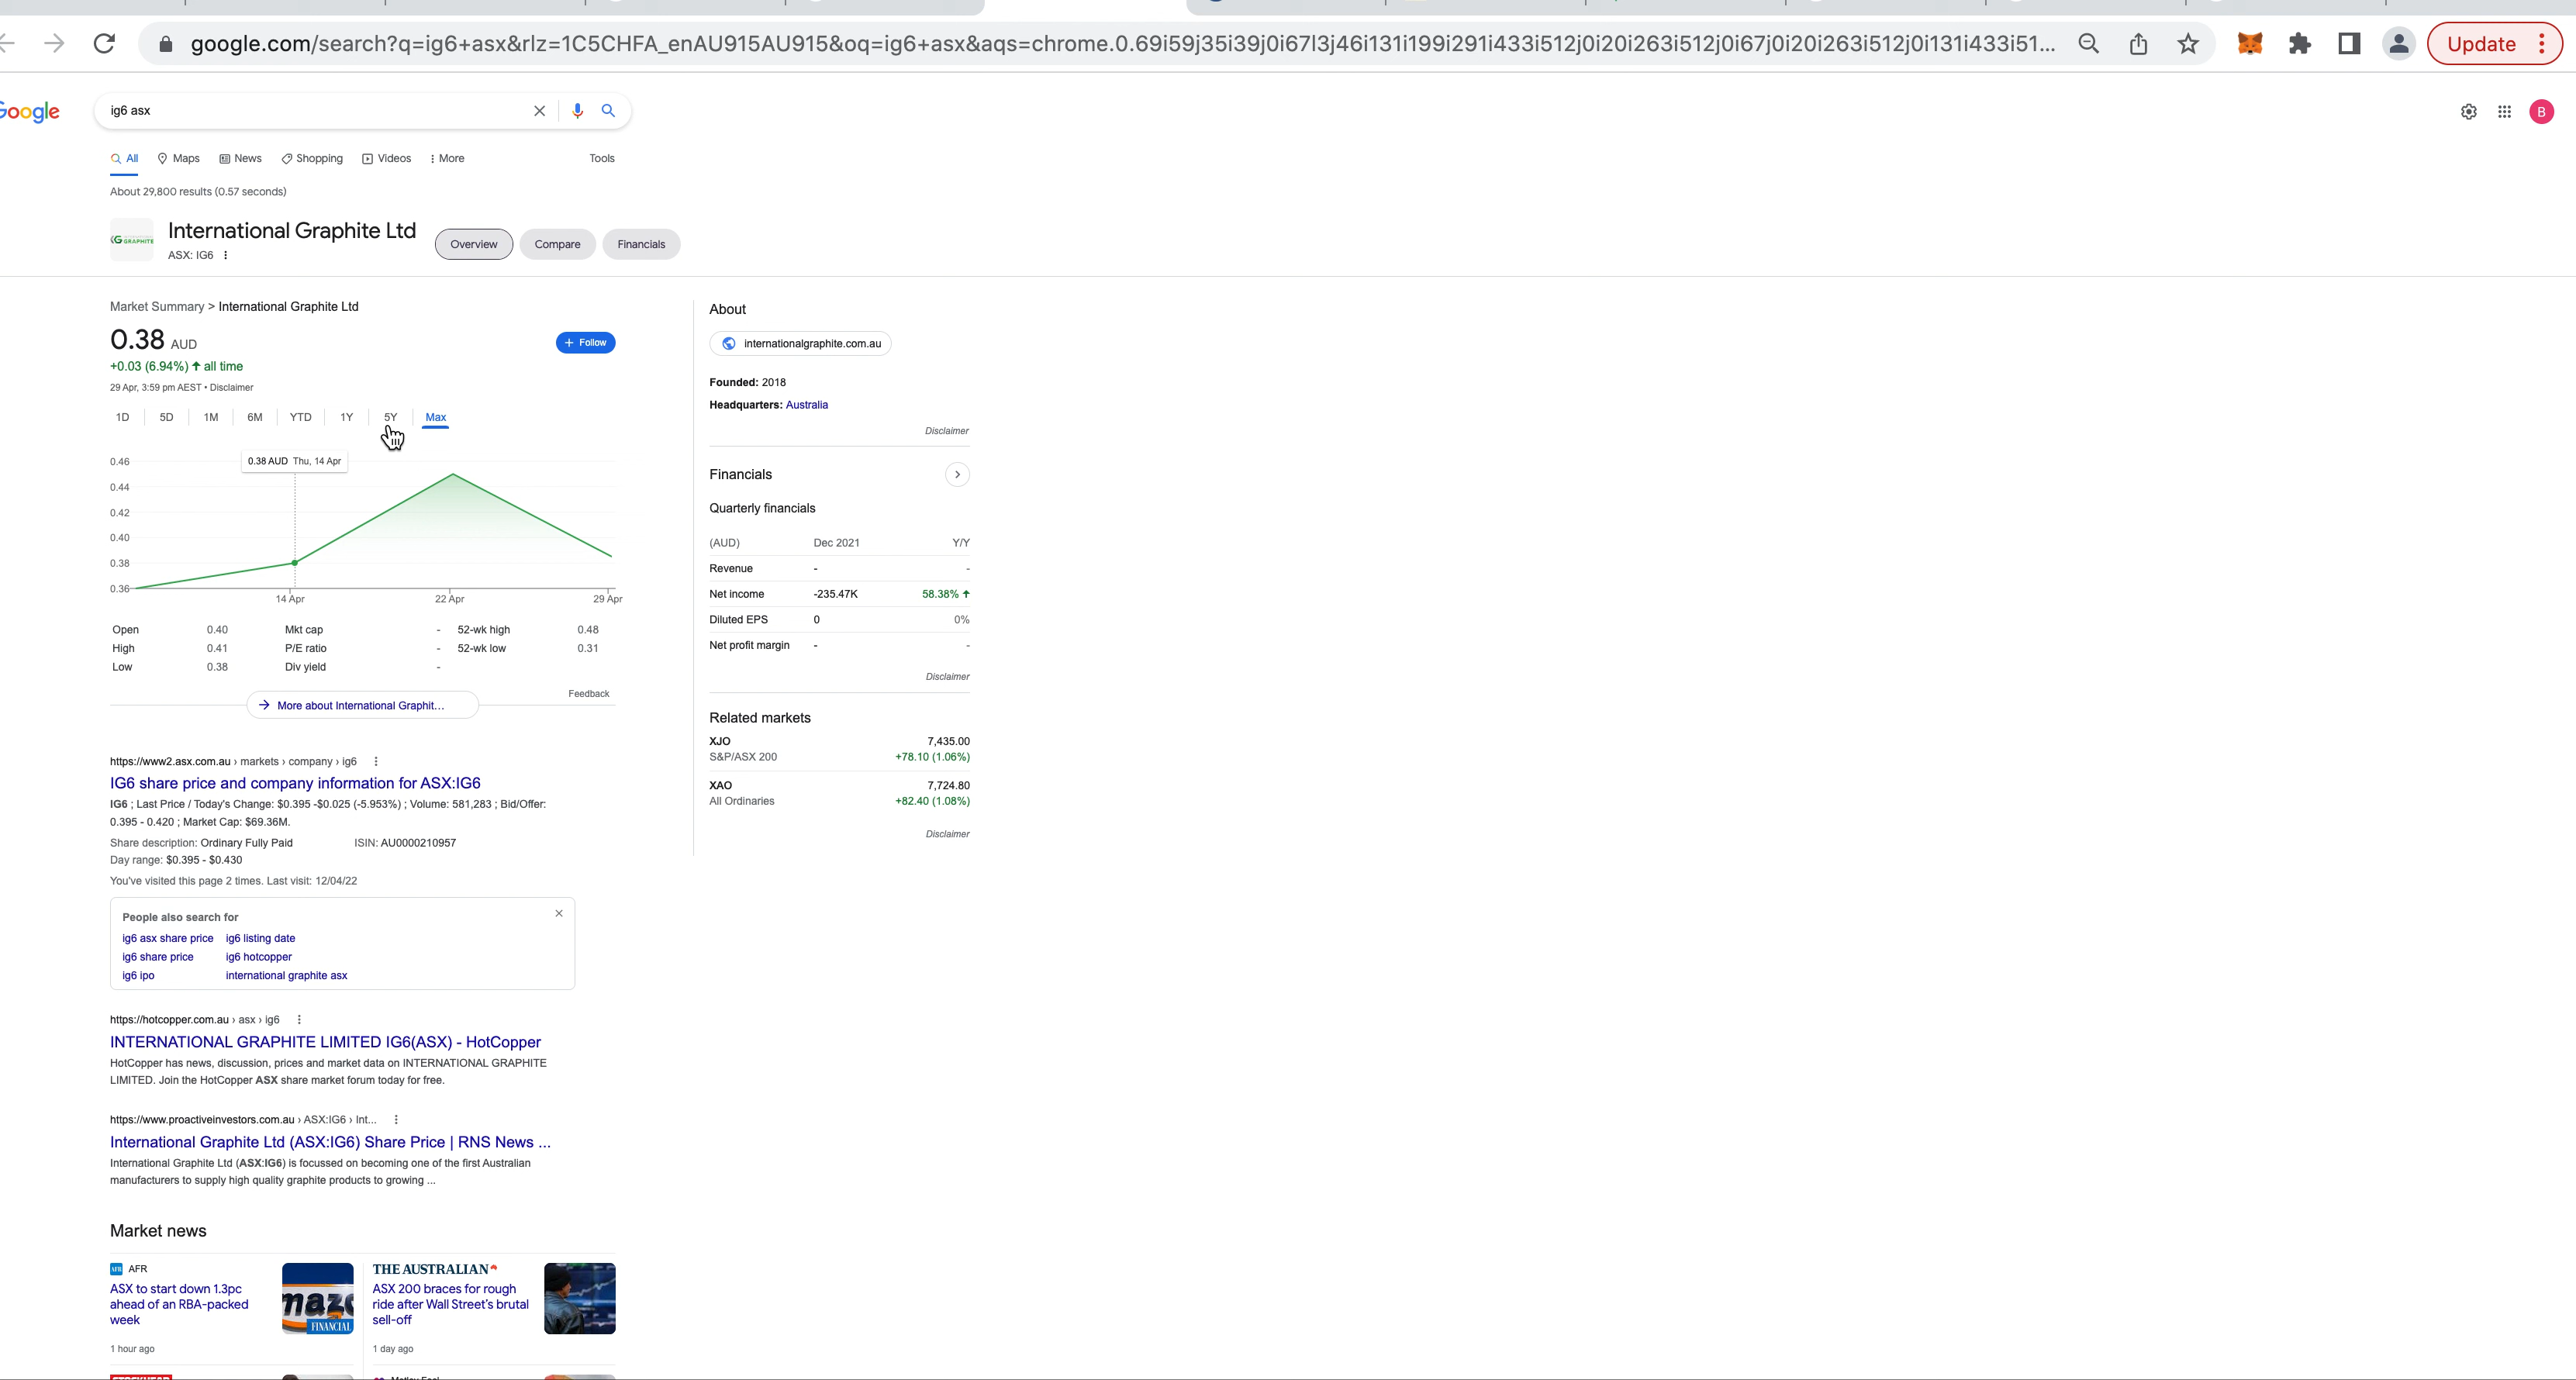 google.com/search?q=ig6+asx&rlz=1C5CHFA_enAU915AU915&oq=ig6+asx&aqs=chrome.0.69i59j35i39j0i67l3j46i131i199i291i433i512j0i20i263i512j0i67j0i20i263i512j0i131i433i51...
Update
Google
ig6 asx
B
All Maps News Shopping Videos More Tools
About 29,800 results (0.57 seconds)
GRAPHITE
International Graphite Ltd
ASX: IG6
Overview Compare Financials
Market Summary > International Graphite Ltd
0.38 AUD
+ Follow
+0.03 (6.94%) ↑ all time
29 Apr, 3:59 pm AEST • Disclaimer
1D 5D 1M 6M YTD 1Y 5Y Max
0.38 AUD Thu, 14 Apr
0.46
0.44
0.42
0.40
0.38
0.36
14 Apr 22 Apr 29 Apr
Open 0.40 Mkt cap - 52-wk high 0.48
High 0.41 P/E ratio - 52-wk low 0.31
Low 0.38 Div yield -
Feedback
→ More about International Graphit...
About
internationalgraphite.com.au
Founded: 2018
Headquarters: Australia
Disclaimer
Financials
Quarterly financials
(AUD) Dec 2021 Y/Y
Revenue - -
Net income -235.47K 58.38% ↑
Diluted EPS 0 0%
Net profit margin - -
Disclaimer
Related markets
XJO 7,435.00
S&P/ASX 200 +78.10 (1.06%)
XAO 7,724.80
All Ordinaries +82.40 (1.08%)
Disclaimer
https://www2.asx.com.au › markets › company › ig6
IG6 share price and company information for ASX:IG6
IG6 ; Last Price / Today's Change: $0.395 -$0.025 (-5.953%) ; Volume: 581,283 ; Bid/Offer:
0.395 - 0.420 ; Market Cap: $69.36M.
Share description: Ordinary Fully Paid ISIN: AU0000210957
Day range: $0.395 - $0.430
You've visited this page 2 times. Last visit: 12/04/22
People also search for
ig6 asx share price ig6 listing date
ig6 share price ig6 hotcopper
ig6 ipo international graphite asx
https://hotcopper.com.au › asx › ig6
INTERNATIONAL GRAPHITE LIMITED IG6(ASX) - HotCopper
HotCopper has news, discussion, prices and market data on INTERNATIONAL GRAPHITE
LIMITED. Join the HotCopper ASX share market forum today for free.
https://www.proactiveinvestors.com.au › ASX:IG6 › Int...
International Graphite Ltd (ASX:IG6) Share Price | RNS News ...
International Graphite Ltd (ASX:IG6) is focussed on becoming one of the first Australian
manufacturers to supply high quality graphite products to growing ...
Market news
AFR
ASX to start down 1.3pc
ahead of an RBA-packed
week
1 hour ago
FINANCIAL
THE AUSTRALIAN
ASX 200 braces for rough
ride after Wall Street's brutal
sell-off
1 day ago